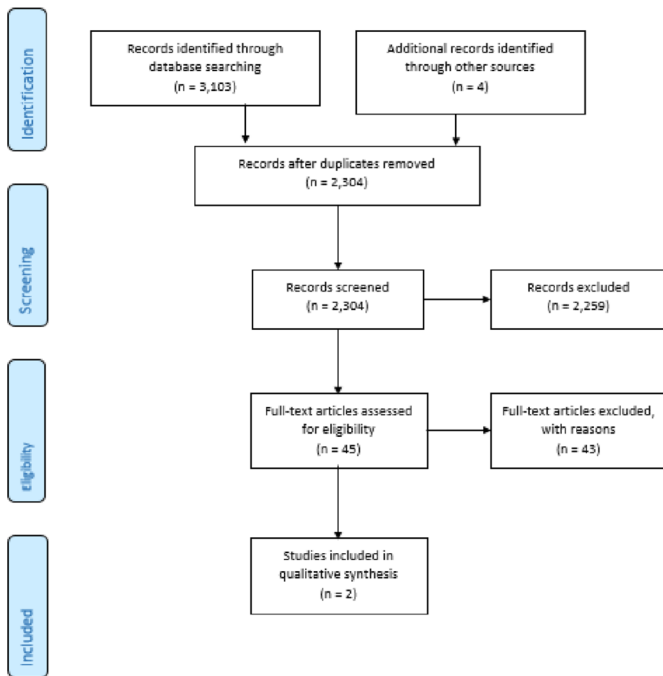 Identification
Records identified through
database searching
(n = 3,103)
Additional records identified
through other sources
(n = 4)
Records after duplicates removed
(n = 2,304)
Screening
Records screened
(n = 2,304)
Records excluded
(n = 2,259)
Eligibility
Full-text articles assessed
for eligibility
(n = 45)
Full-text articles excluded,
with reasons
(n = 43)
Included
Studies included in
qualitative synthesis
(n = 2)